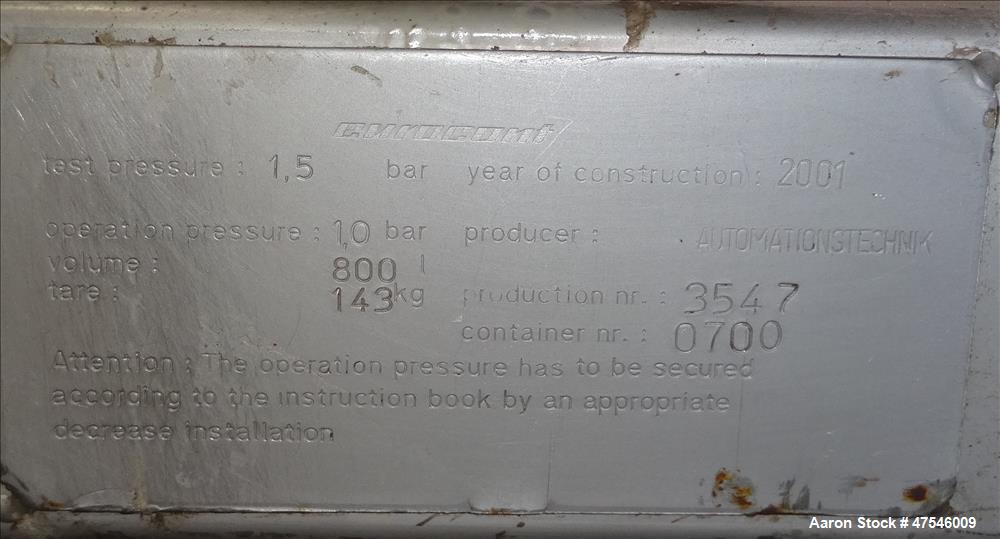 eurocont
test pressure : 1,5 bar year of construction : 2001
operation pressure : 1,0 bar producer : AUTOMATIONSTECHNIK
volume : 800 l
tare : 143 kg production nr. : 3547
container nr. : 0700
Attention : The operation pressure has to be secured
according to the instruction book by an appropriate
decrease installation
Aaron Stock # 47546009